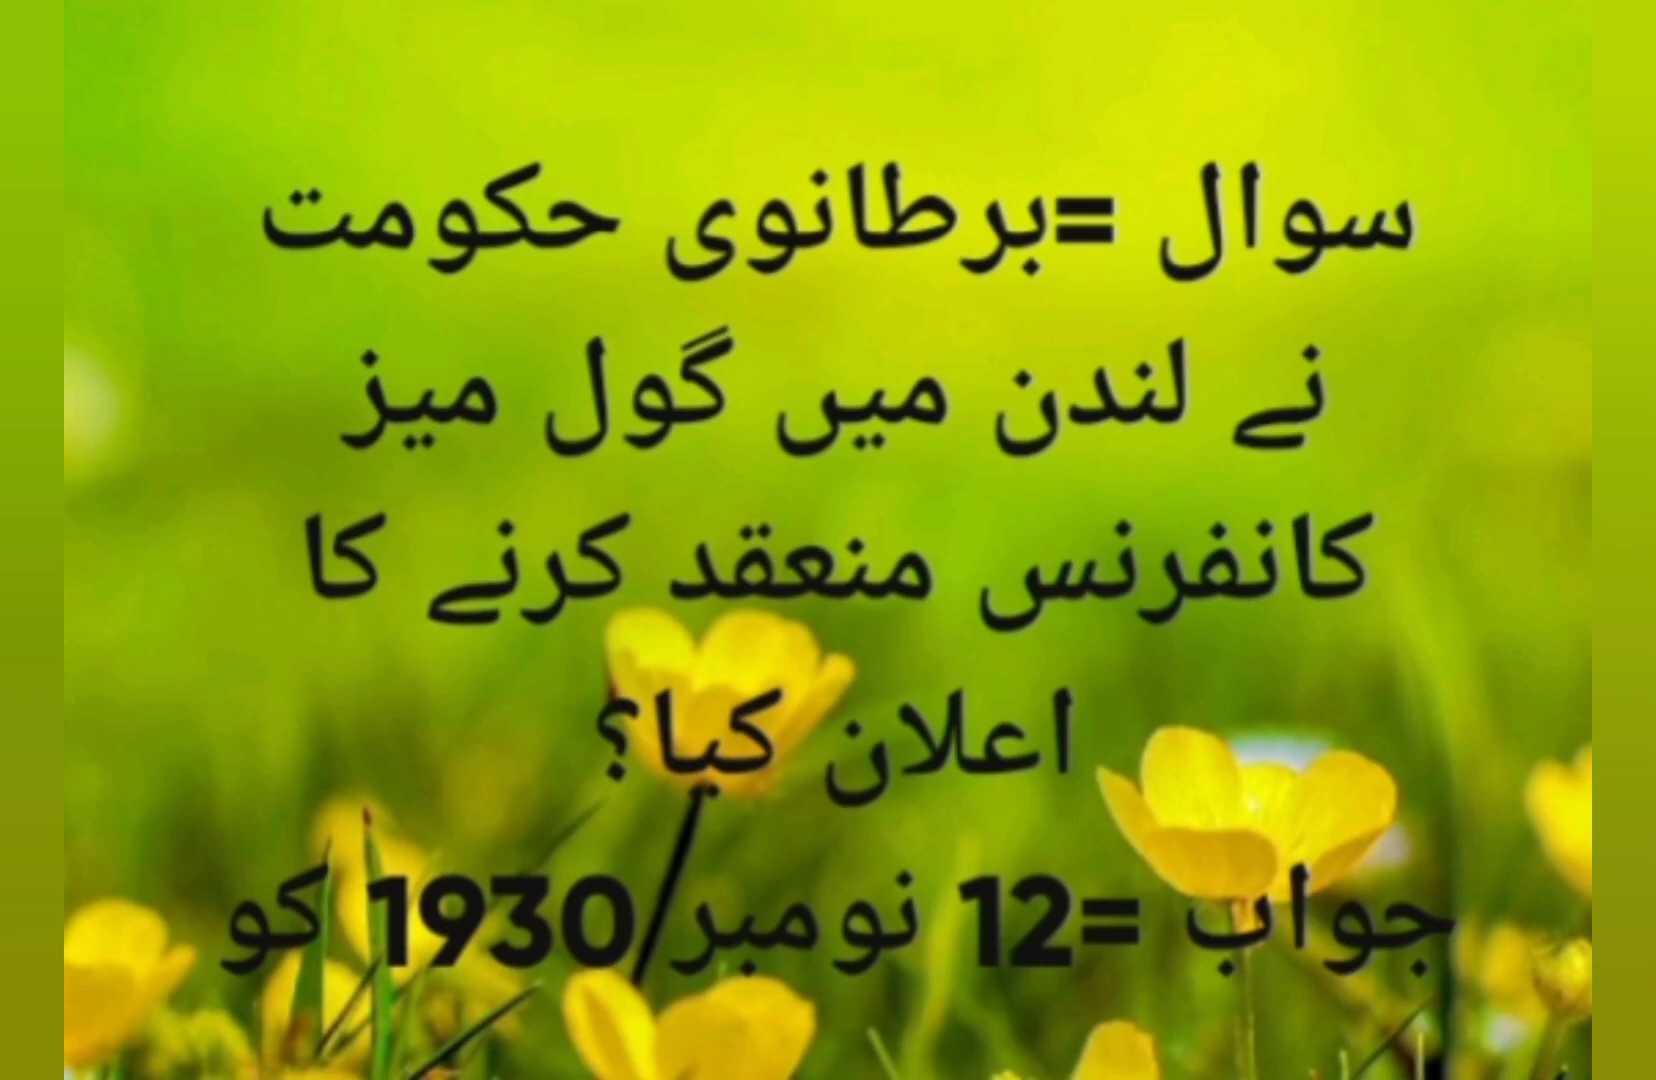 سوال =برطانوی حکومت
نے لندن میں گول میز
کانفرنس منعقد کرنے کا
اعلان کیا؟
جواب =12 نومبر/1930 کو